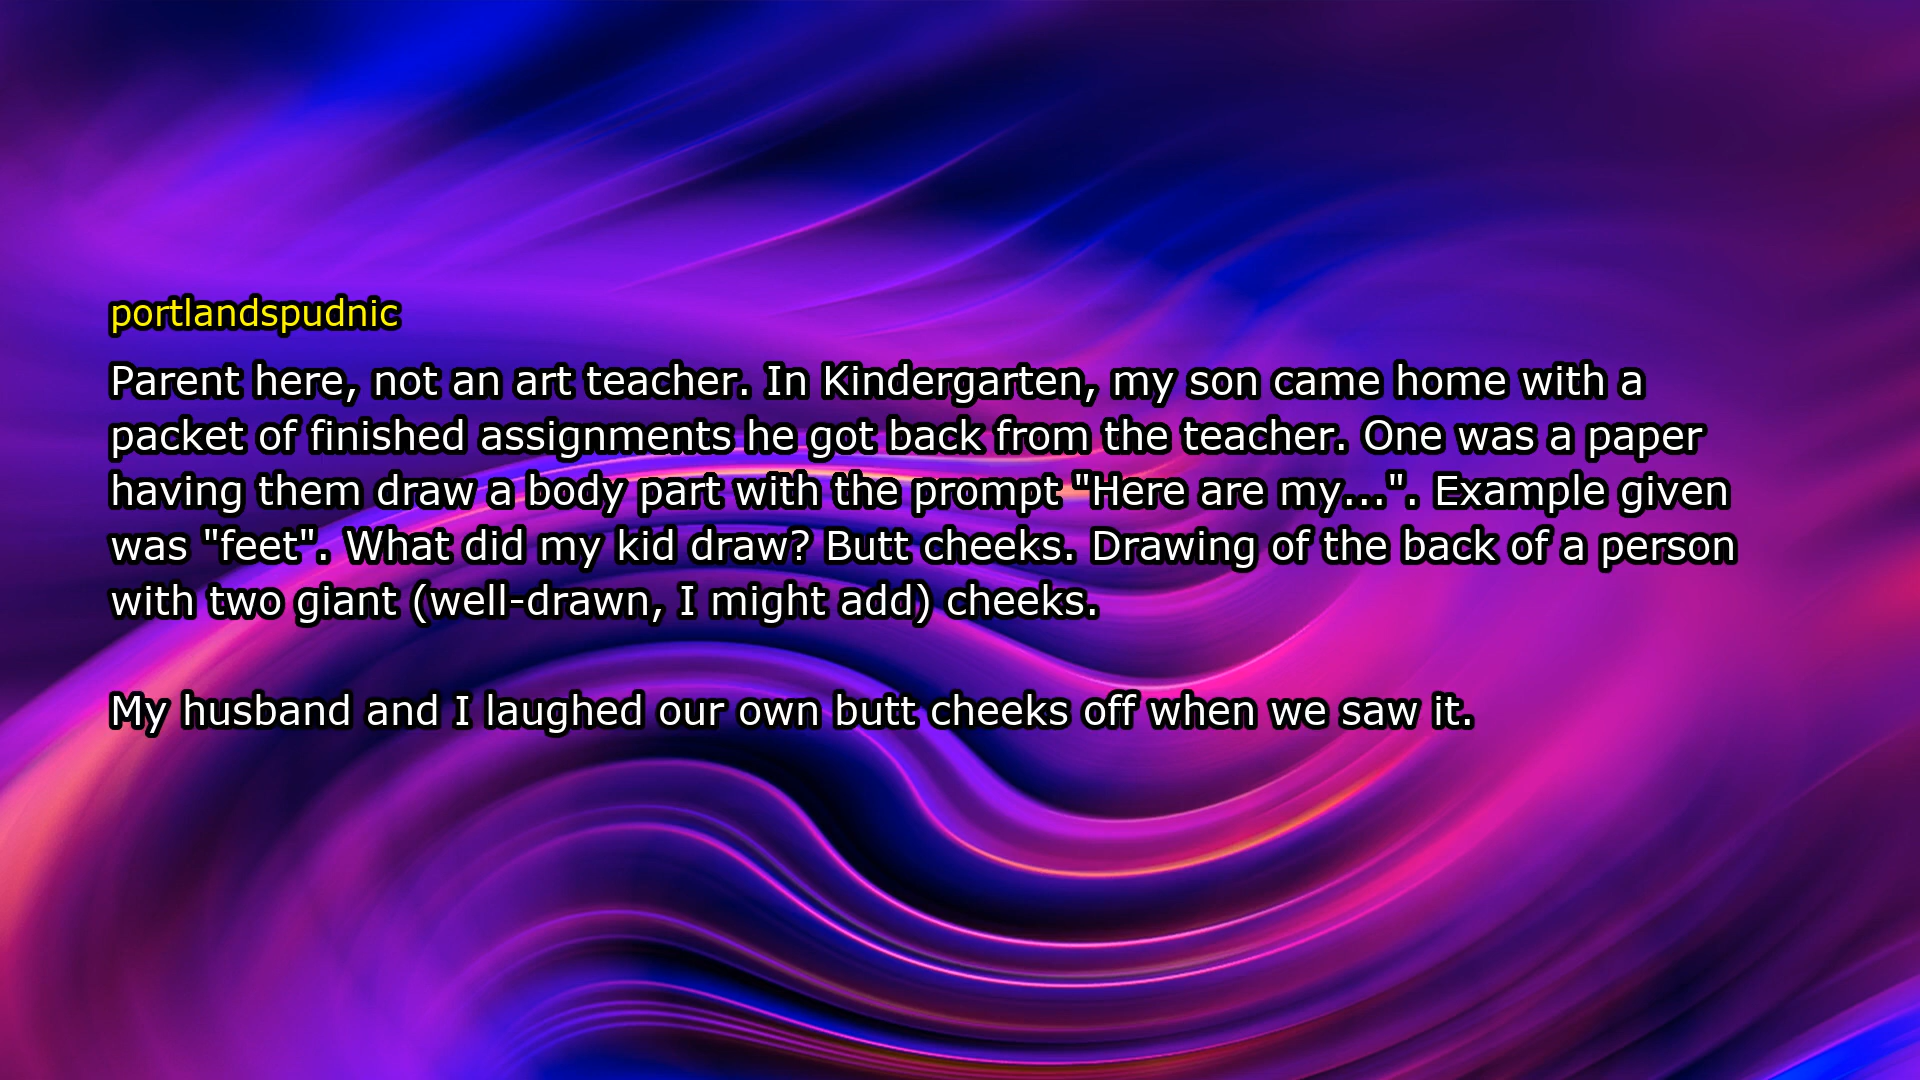 portlandspudnic
Parent here, not an art teacher. In Kindergarten, my son came home with a
packet of finished assignments he got back from the teacher. One was a paper
having them draw a body part with the prompt "Here are my...". Example given
was "feet". What did my kid draw? Butt cheeks. Drawing of the back of a person
with two giant (well-drawn, I might add) cheeks.
My husband and I laughed our own butt cheeks off when we saw it.